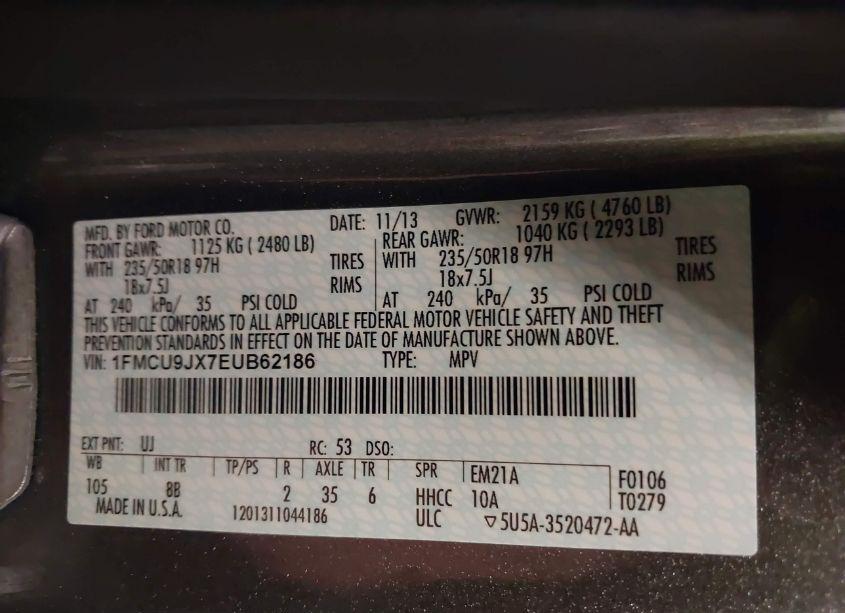 MFD. BY FORD MOTOR CO. DATE: 11/13 GVWR: 2159 KG ( 4760 LB)
FRONT GAWR: 1125 KG ( 2480 LB) REAR GAWR: 1040 KG ( 2293 LB)
WITH 235/50R18 97H TIRES WITH 235/50R18 97H TIRES
18x7.5J RIMS 18x7.5J RIMS
AT 240 kPa/ 35 PSI COLD AT 240 kPa/ 35 PSI COLD
THIS VEHICLE CONFORMS TO ALL APPLICABLE FEDERAL MOTOR VEHICLE SAFETY AND THEFT
PREVENTION STANDARDS IN EFFECT ON THE DATE OF MANUFACTURE SHOWN ABOVE.
VIN: 1FMCU9JX7EUB62186 TYPE: MPV
EXT PNT: UJ RC: 53 DSO:
WB INT TR TP/PS R AXLE TR SPR EM21A F0106
105 8B 2 35 6 HHCC 10A T0279
MADE IN U.S.A. 1201311044186 ULC ▽5U5A-3520472-AA